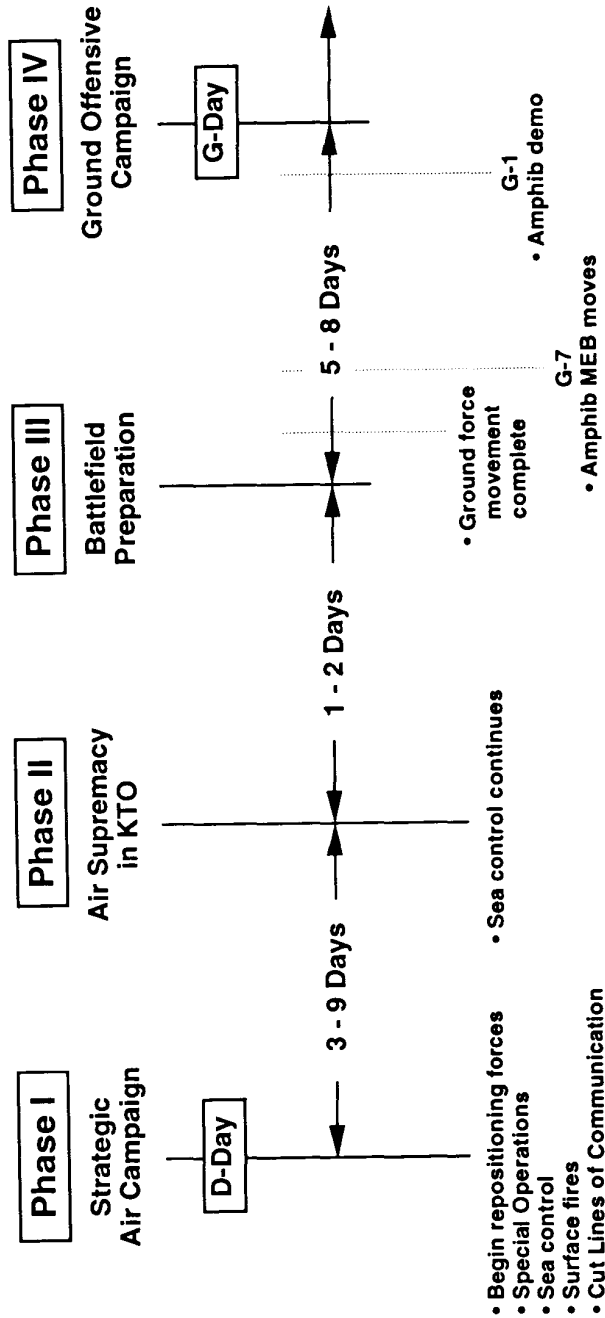 Phase I
Strategic
Air Campaign
D-Day
3 - 9 Days
• Begin repositioning forces
• Special Operations
• Sea control
• Surface fires
• Cut Lines of Communication
Phase II
Air Supremacy
in KTO
1 - 2 Days
• Sea control continues
Phase III
Battlefield
Preparation
5 - 8 Days
• Ground force
movement
complete
G-7
• Amphib MEB moves
Phase IV
Ground Offensive
Campaign
G-Day
G-1
• Amphib demo